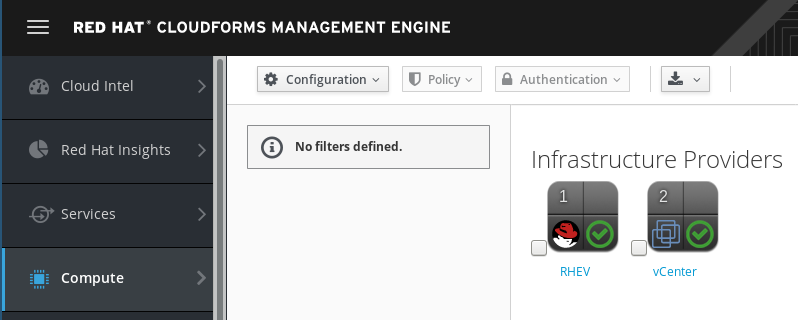 RED HAT® CLOUDFORMS MANAGEMENT ENGINE
Cloud Intel
Red Hat Insights
Services
Compute
Configuration
Policy
Authentication
No filters defined.
Infrastructure Providers
1
2
RHEV
vCenter